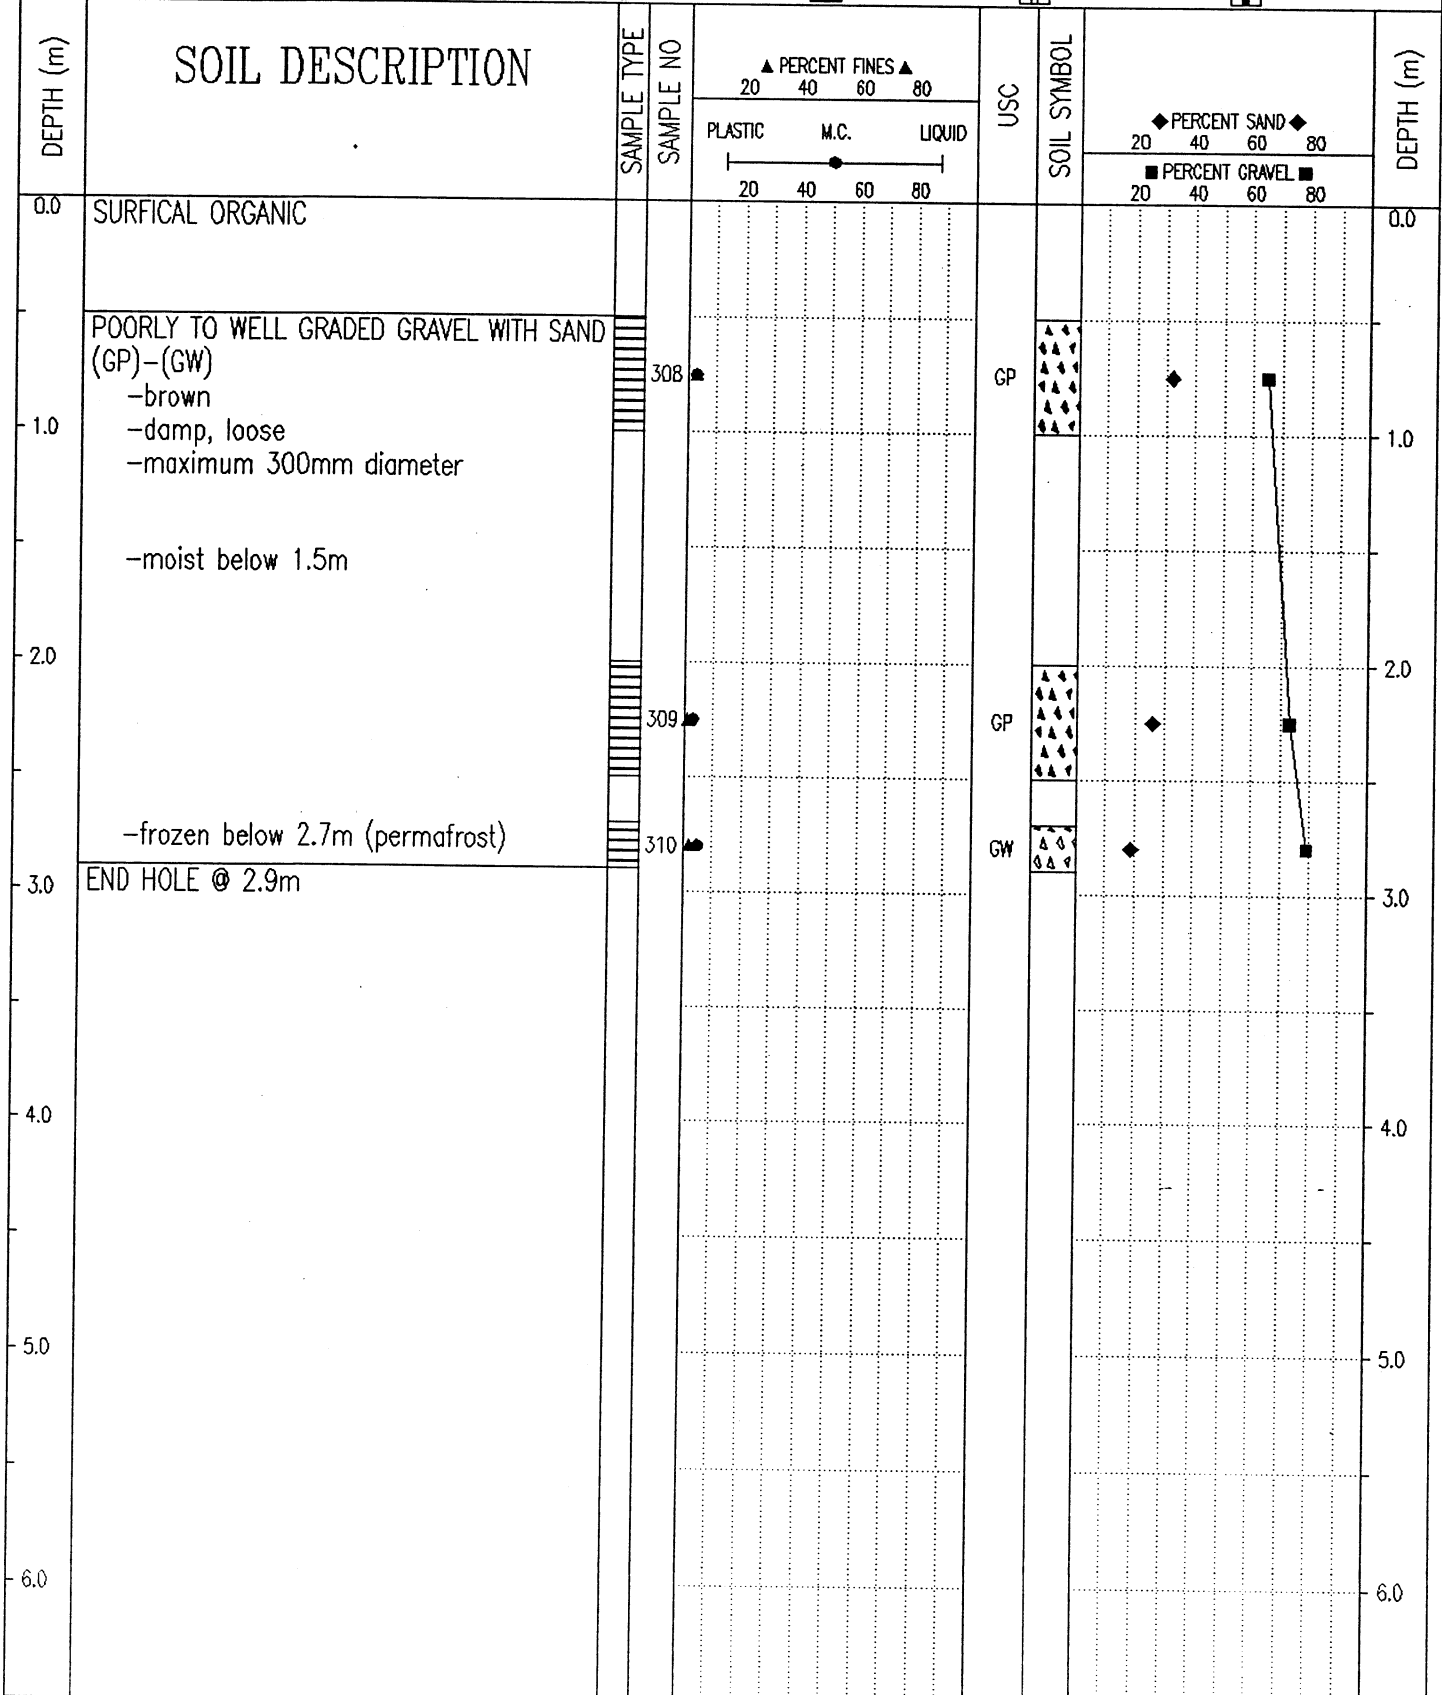 DEPTH (m)
SOIL DESCRIPTION
SAMPLE TYPE
SAMPLE NO
▲ PERCENT FINES ▲
20 40 60 80
PLASTIC M.C. LIQUID
20 40 60 80
USC
SOIL SYMBOL
◆ PERCENT SAND ◆
20 40 60 80
■ PERCENT GRAVEL ■
20 40 60 80
DEPTH (m)
0.0 SURFICAL ORGANIC 0.0
POORLY TO WELL GRADED GRAVEL WITH SAND
(GP)-(GW)
308 GP
-brown
1.0 -damp, loose 1.0
-maximum 300mm diameter
-moist below 1.5m
2.0 2.0
309 GP
-frozen below 2.7m (permafrost) 310 GW
3.0 END HOLE @ 2.9m 3.0
4.0 4.0
5.0 5.0
6.0 6.0